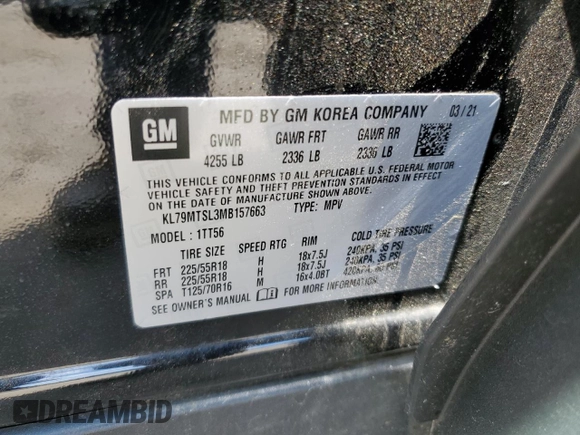 GM
MFD BY GM KOREA COMPANY 03/21
GVWR GAWR FRT GAWR RR
4255 LB 2336 LB 2336 LB
THIS VEHICLE CONFORMS TO ALL APPLICABLE U.S. FEDERAL MOTOR
VEHICLE SAFETY AND THEFT PREVENTION STANDARDS IN EFFECT
ON THE DATE OF MANUFACTURE SHOWN ABOVE.
KL79MTSL3MB157663 TYPE: MPV
MODEL: 1TT56
TIRE SIZE SPEED RTG RIM COLD TIRE PRESSURE
FRT 225/55R18 H 18x7.5J 240KPA, 35 PSI
RR 225/55R18 H 18x7.5J 240KPA, 35 PSI
SPA T125/70R16 M 16x4.0BT 420KPA, 60 PSI
SEE OWNER'S MANUAL FOR MORE INFORMATION
DREAMBID